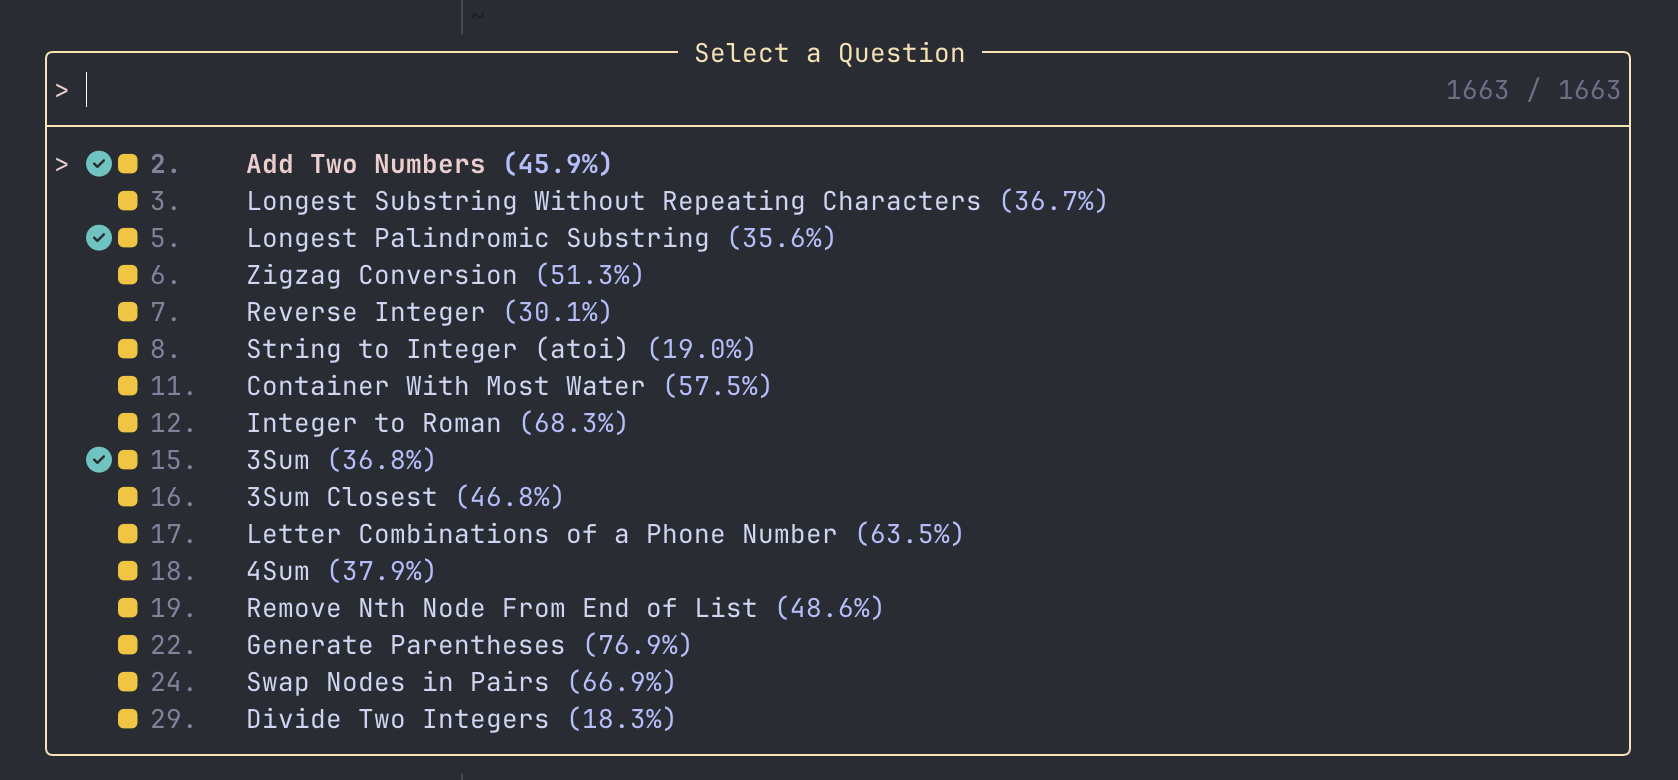 ~
Select a Question
> 1663 / 1663
> 2. Add Two Numbers (45.9%)
3. Longest Substring Without Repeating Characters (36.7%)
5. Longest Palindromic Substring (35.6%)
6. Zigzag Conversion (51.3%)
7. Reverse Integer (30.1%)
8. String to Integer (atoi) (19.0%)
11. Container With Most Water (57.5%)
12. Integer to Roman (68.3%)
15. 3Sum (36.8%)
16. 3Sum Closest (46.8%)
17. Letter Combinations of a Phone Number (63.5%)
18. 4Sum (37.9%)
19. Remove Nth Node From End of List (48.6%)
22. Generate Parentheses (76.9%)
24. Swap Nodes in Pairs (66.9%)
29. Divide Two Integers (18.3%)